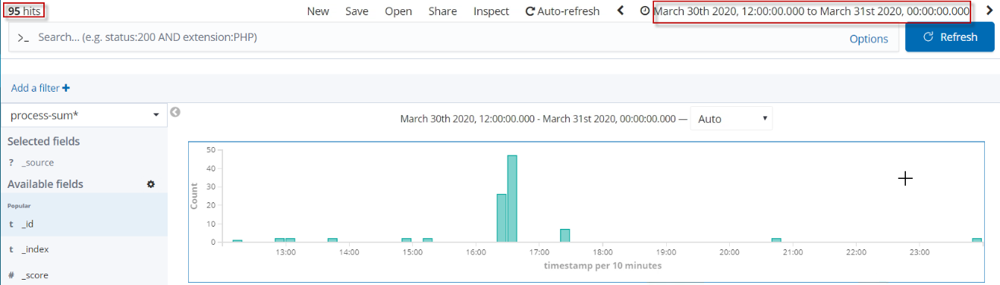 95 hits New Save Open Share Inspect Auto-refresh March 30th 2020, 12:00:00.000 to March 31st 2020, 00:00:00.000
>_ Search... (e.g. status:200 AND extension:PHP) Options Refresh
Add a filter +
process-sum*
March 30th 2020, 12:00:00.000 - March 31st 2020, 00:00:00.000 — Auto
Selected fields
? _source
Available fields
Popular
t _id
t _index
# _score
50
40
30
20
10
0
Count
13:00 14:00 15:00 16:00 17:00 18:00 19:00 20:00 21:00 22:00 23:00
timestamp per 10 minutes